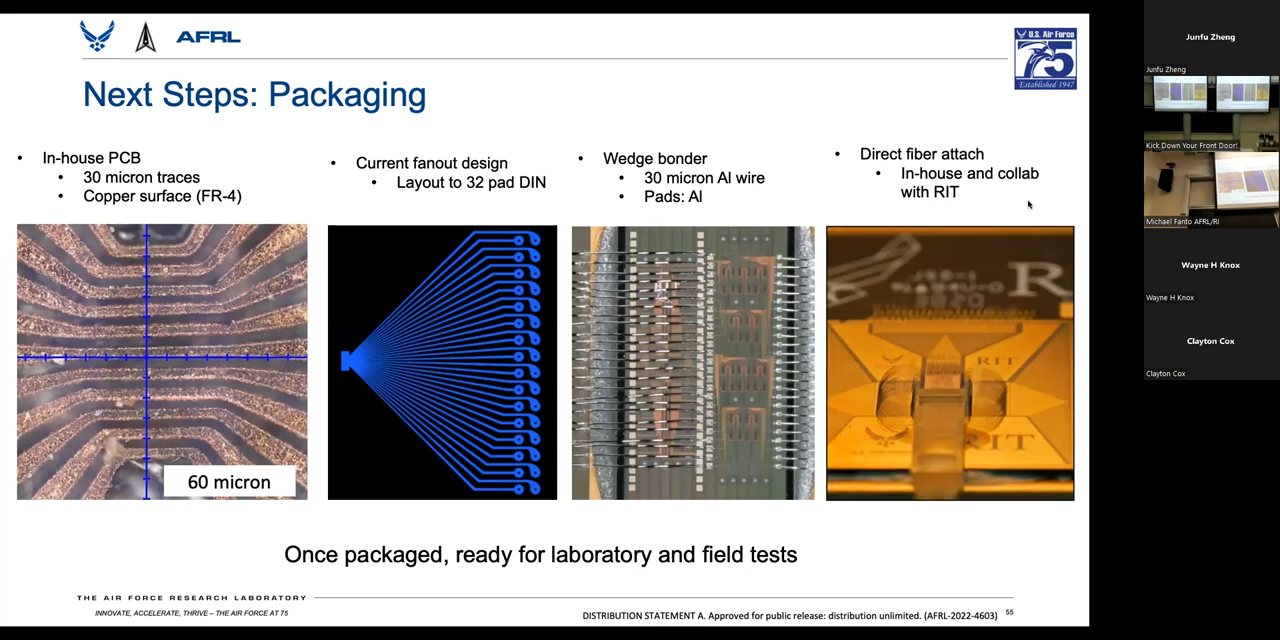 AFRL
U.S. Air Force
75
Established 1947
Next Steps: Packaging
• In-house PCB
• 30 micron traces
• Copper surface (FR-4)
• Current fanout design
• Layout to 32 pad DIN
• Wedge bonder
• 30 micron Al wire
• Pads: Al
• Direct fiber attach
• In-house and collab
with RIT
60 micron
R
RIT
RIT
Once packaged, ready for laboratory and field tests
THE AIR FORCE RESEARCH LABORATORY
INNOVATE, ACCELERATE, THRIVE – THE AIR FORCE AT 75
DISTRIBUTION STATEMENT A. Approved for public release: distribution unlimited. (AFRL-2022-4603)
55
Junfu Zheng
Junfu Zheng
Kick Down Your Front Door!
Michael Fanto AFRL/RI
Wayne H Knox
Wayne H Knox
Clayton Cox
Clayton Cox